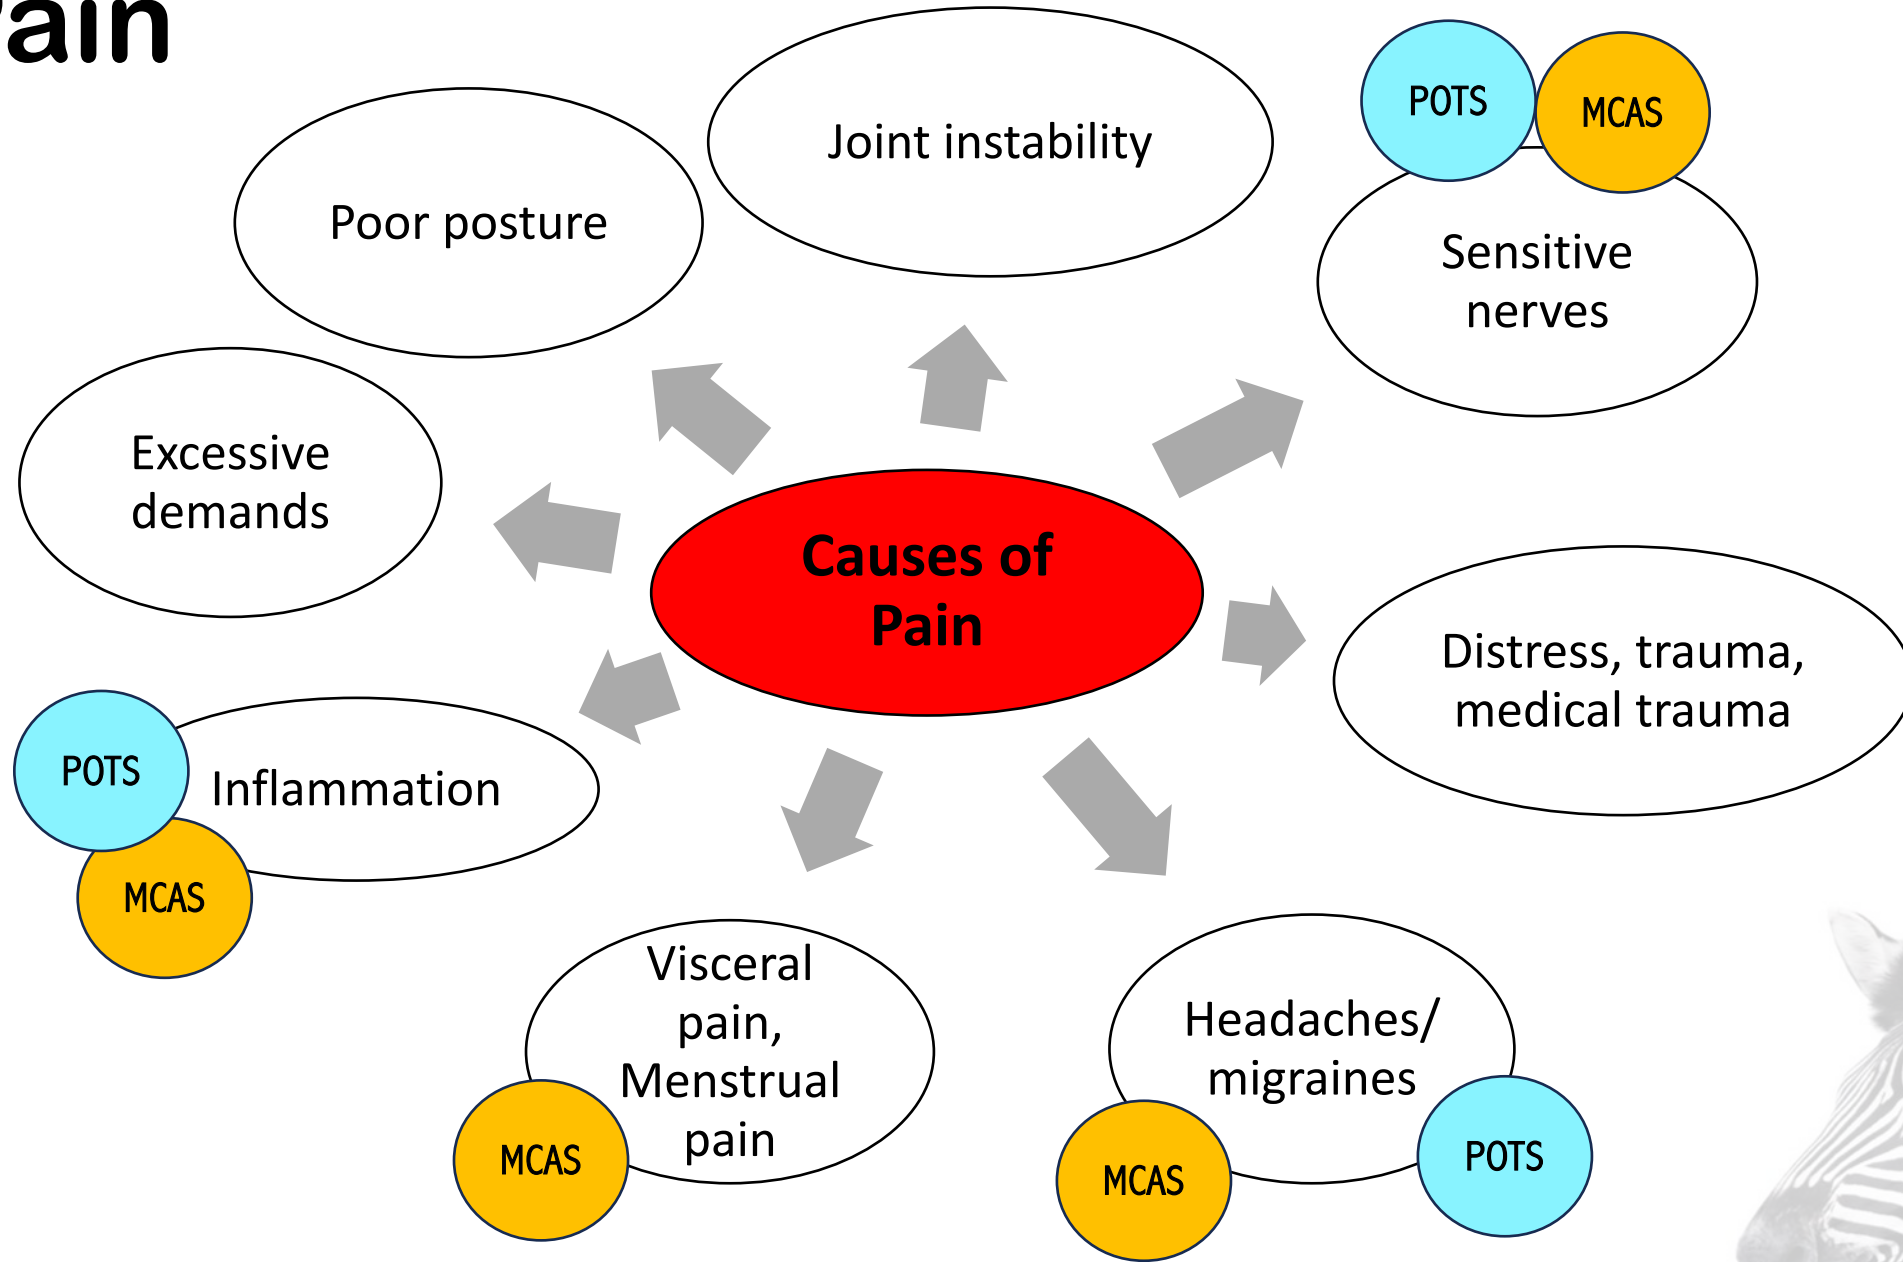 ain
Joint instability
POTS
MCAS
Poor posture
Sensitive
nerves
Excessive
demands
Causes of
Pain
Distress, trauma,
medical trauma
POTS
Inflammation
MCAS
Visceral
pain,
Menstrual
pain
MCAS
Headaches/
migraines
MCAS
POTS